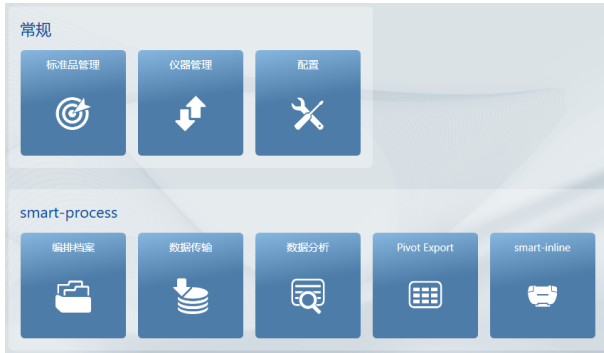 常规
标准品管理
仪器管理
配置
smart-process
编排档案
数据传输
数据分析
Pivot Export
smart-inline